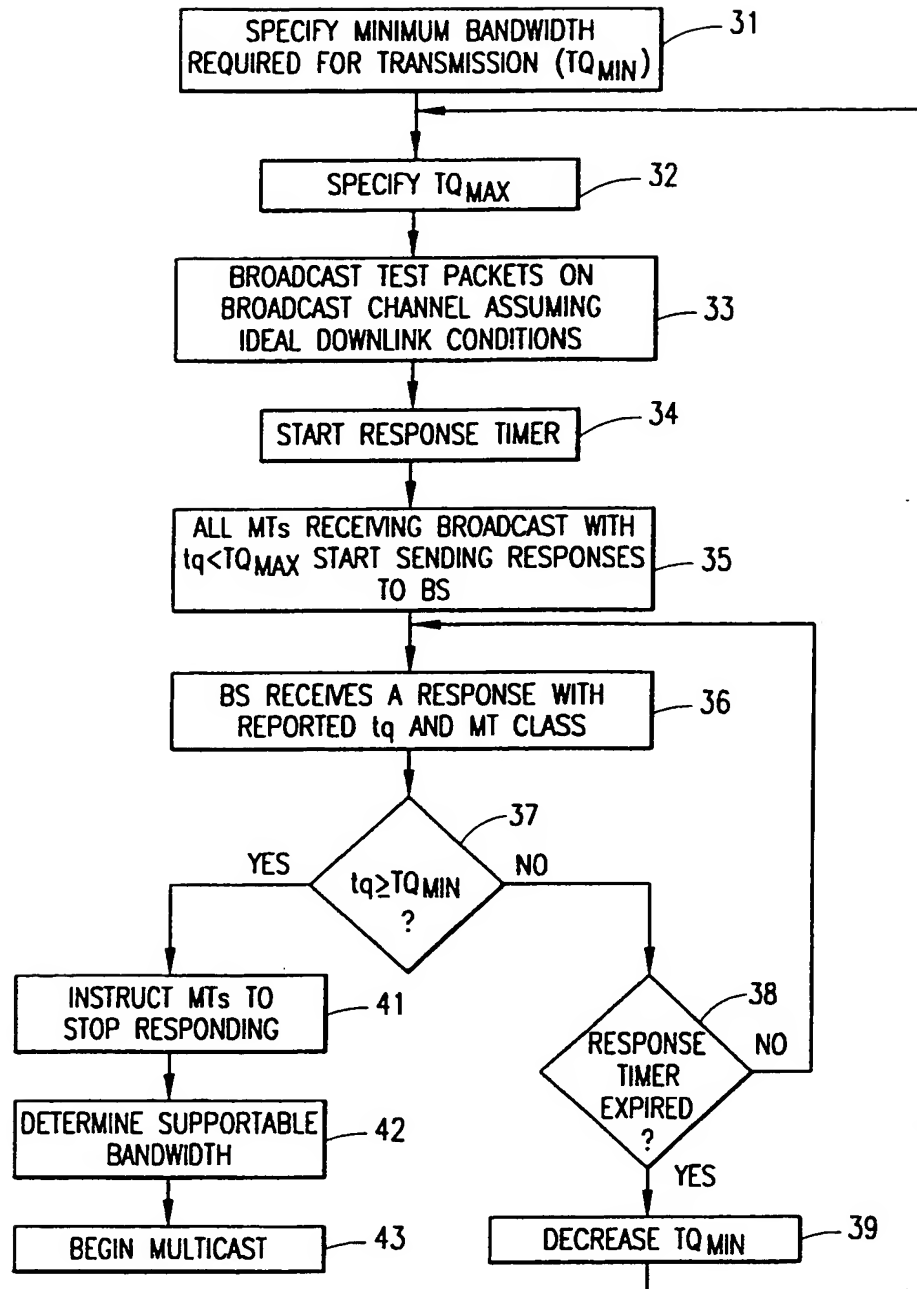 SPECIFY MINIMUM BANDWIDTH
REQUIRED FOR TRANSMISSION (TQMIN)
31
SPECIFY TQMAX
32
BROADCAST TEST PACKETS ON
BROADCAST CHANNEL ASSUMING
IDEAL DOWNLINK CONDITIONS
33
START RESPONSE TIMER
34
ALL MTs RECEIVING BROADCAST WITH
tq<TQMAX START SENDING RESPONSES
TO BS
35
BS RECEIVES A RESPONSE WITH
REPORTED tq AND MT CLASS
36
37
YES
tq≥TQMIN
?
NO
INSTRUCT MTs TO
STOP RESPONDING
41
38
RESPONSE
TIMER
EXPIRED
?
NO
DETERMINE SUPPORTABLE
BANDWIDTH
42
YES
BEGIN MULTICAST
43
DECREASE TQMIN
39